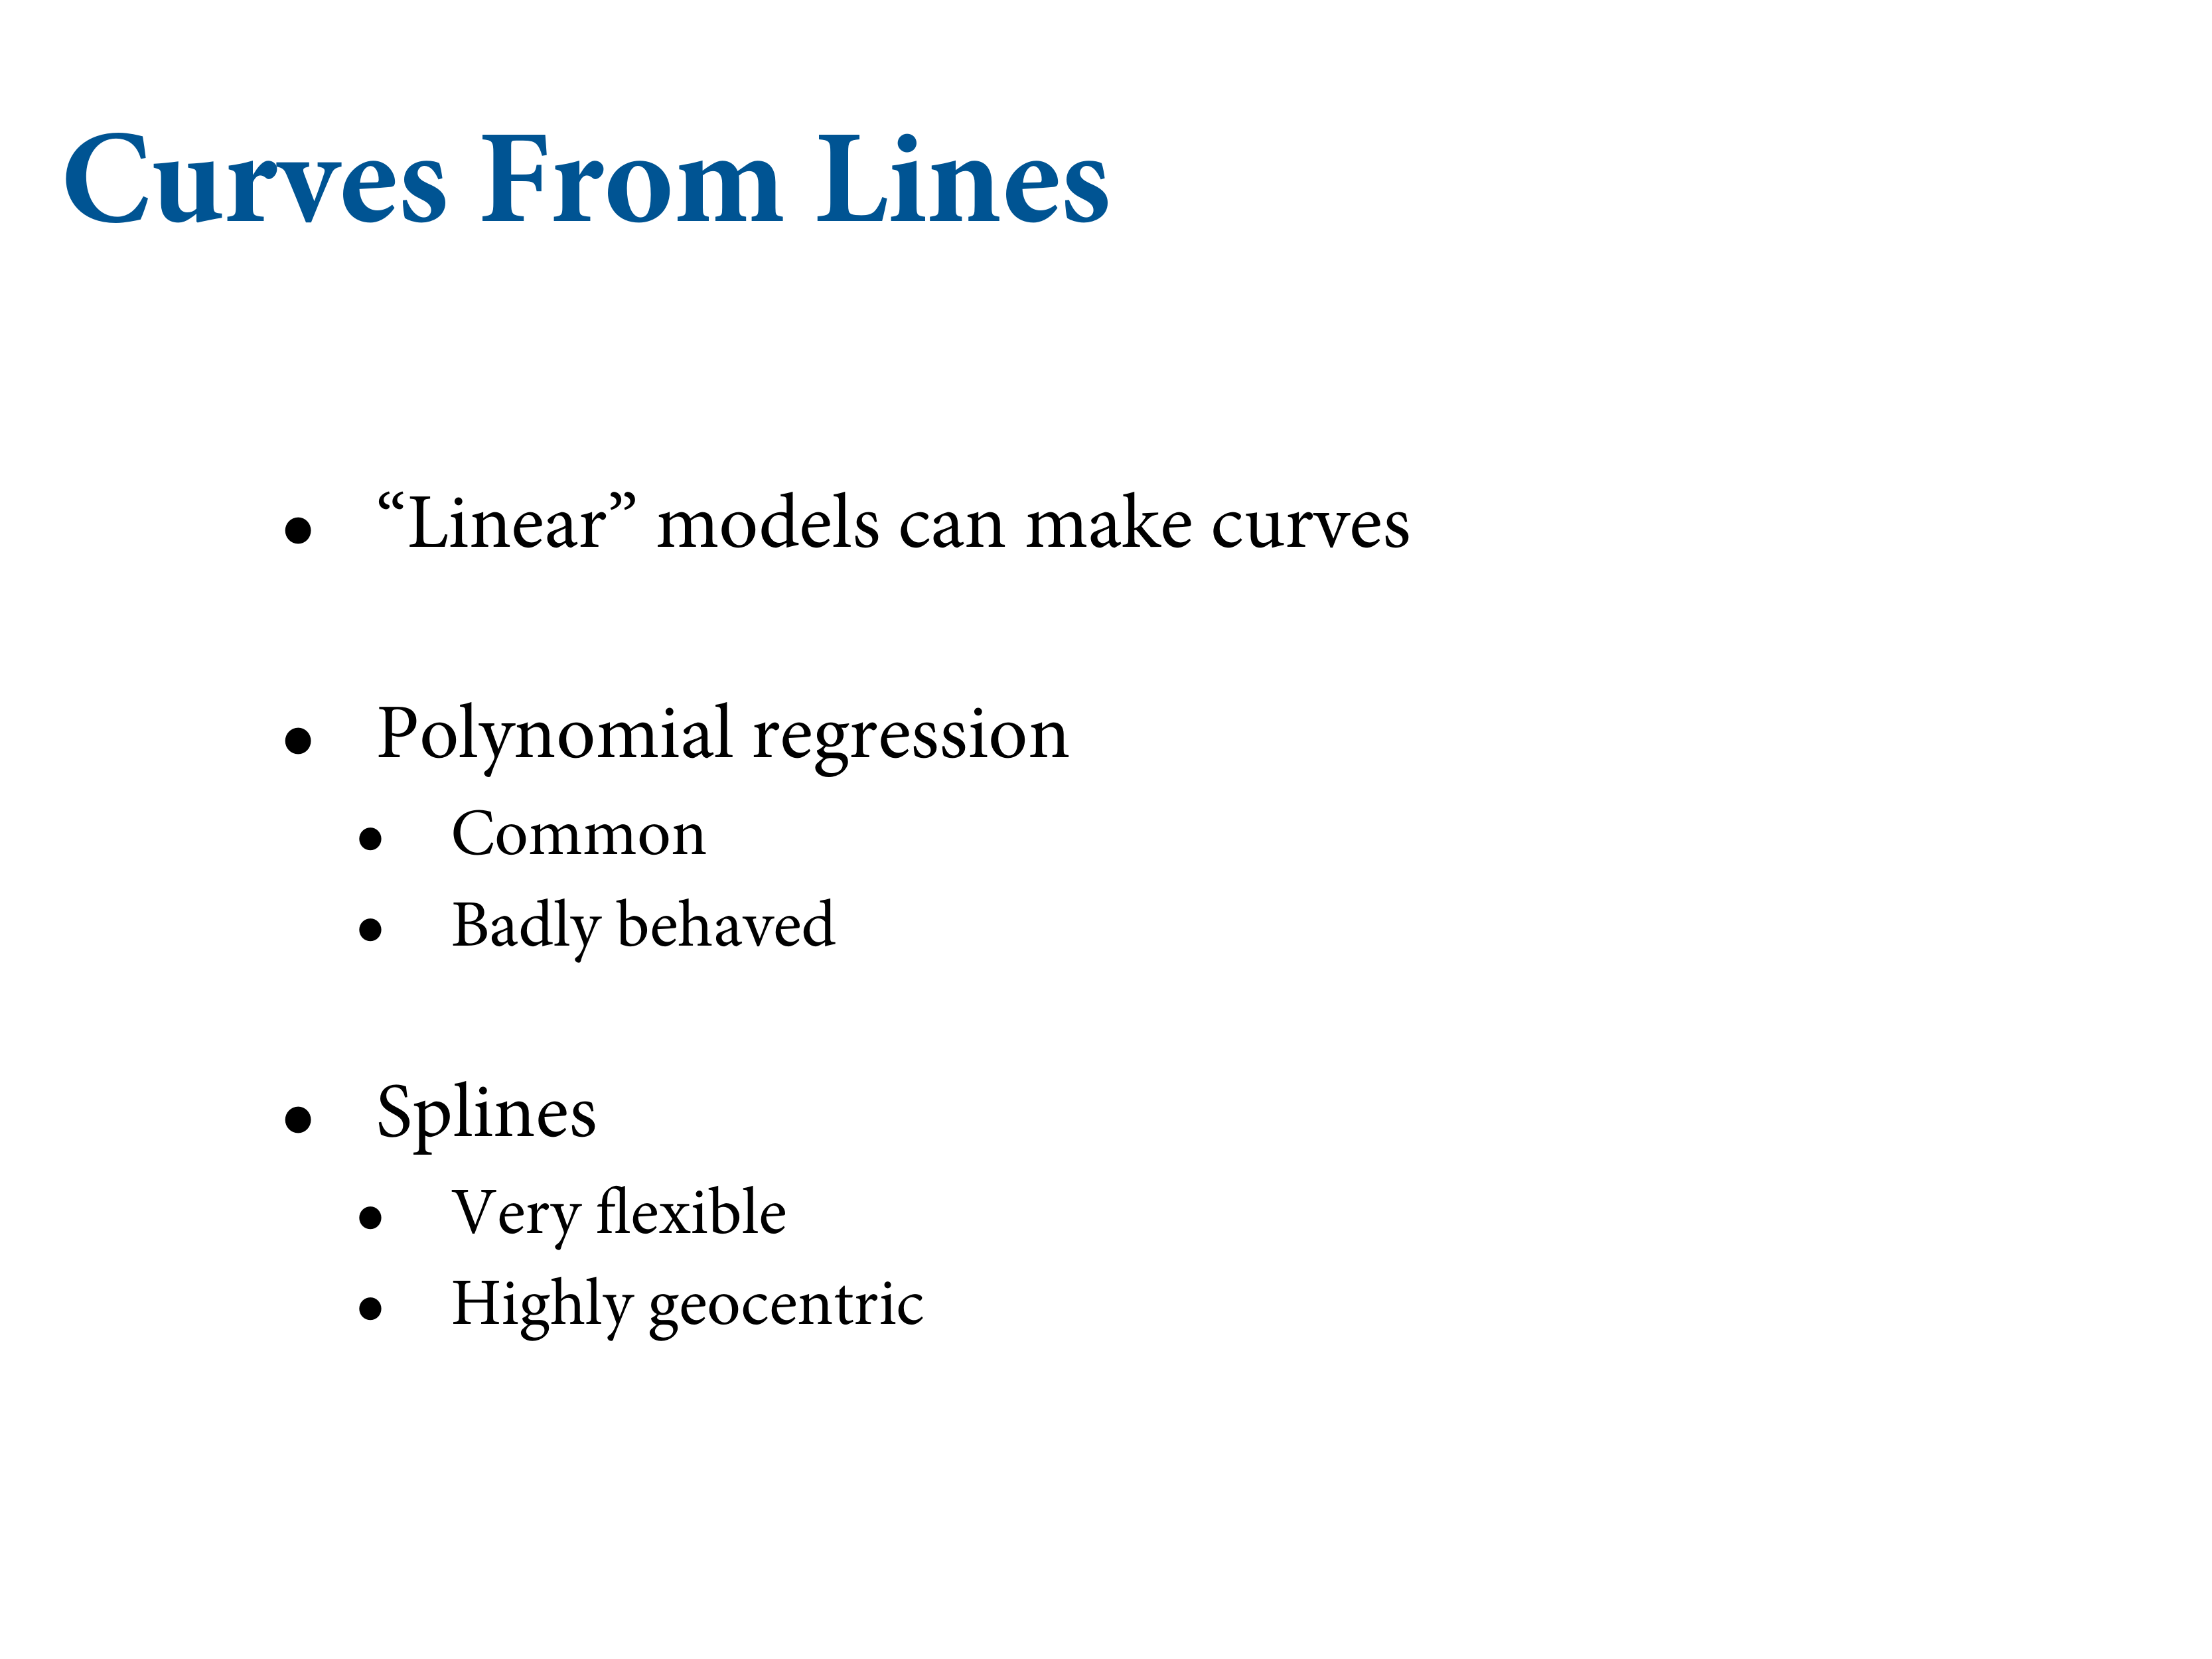 Curves From Lines
• “Linear” models can make curves
• Polynomial regression
• Common
• Badly behaved
• Splines
• Very flexible
• Highly geocentric